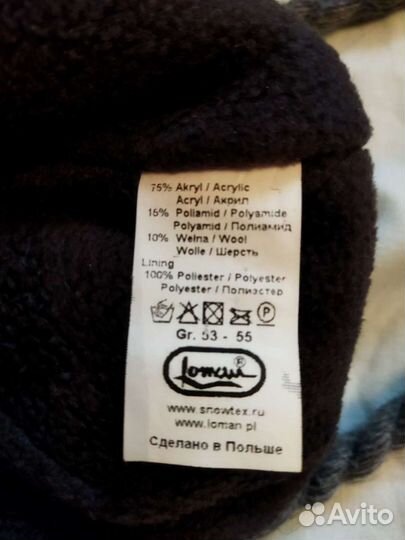 75% Akryl / Acrylic
Acryl / Акрил
15% Poliamid / Polyamide
Polyamid / Полиамид
10% Wełna / Wool
Wolle / Шерсть
Lining
100% Poliester / Polyester
Polyester / Полиэстер
P
Gr. 53 - 55
Loman ®
www.snowtex.ru
www.loman.pl
Сделано в Польше
Avito